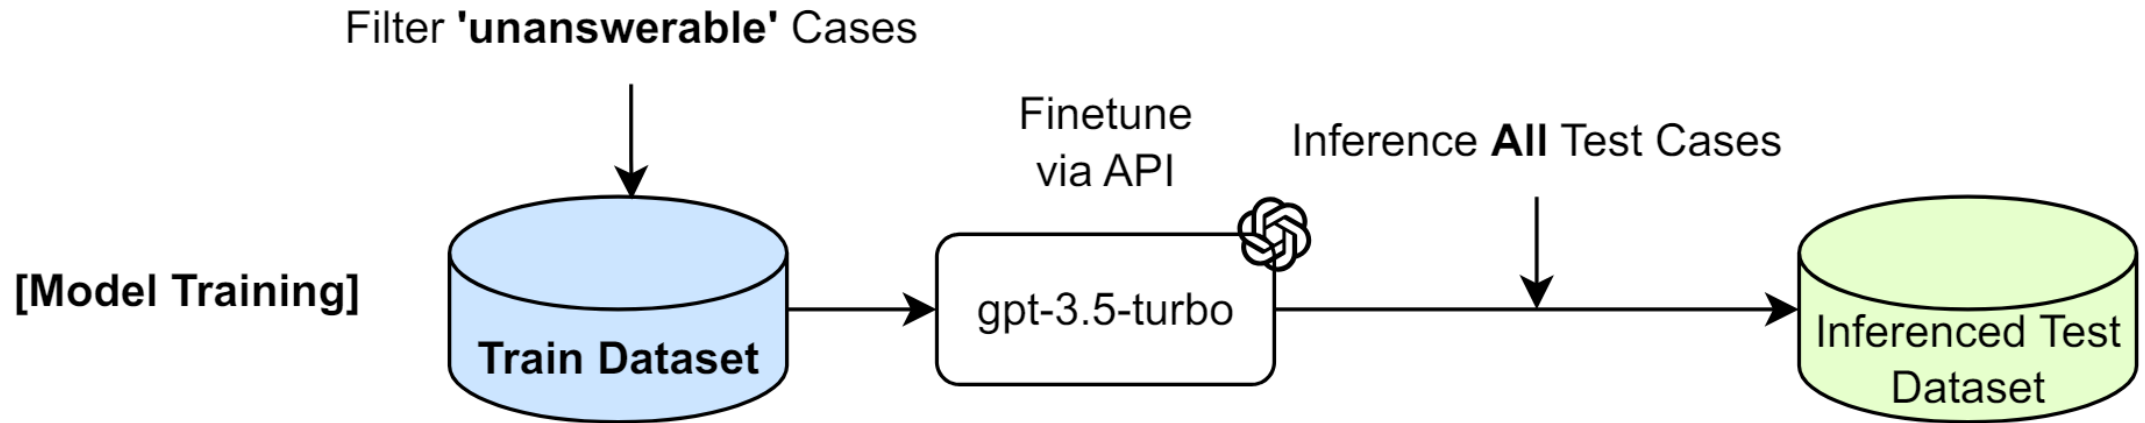 Filter 'unanswerable' Cases
Finetune
via API
Inference All Test Cases
[Model Training]
Train Dataset
gpt-3.5-turbo
Inferenced Test
Dataset